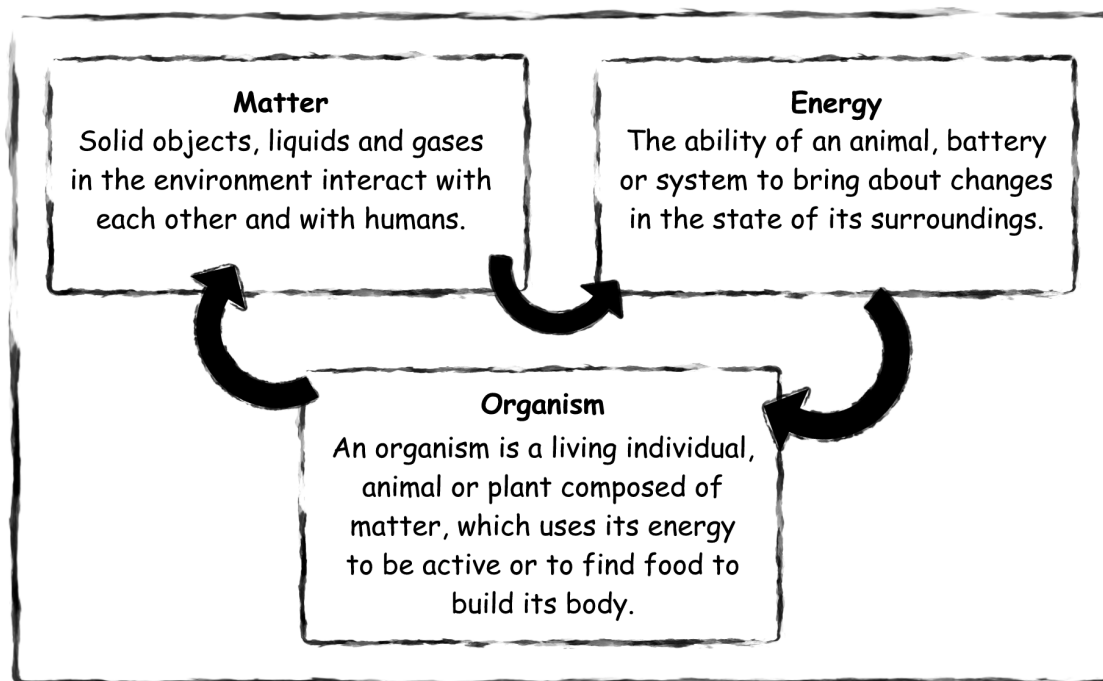 Matter
Solid objects, liquids and gases
in the environment interact with
each other and with humans.
Energy
The ability of an animal, battery
or system to bring about changes
in the state of its surroundings.
Organism
An organism is a living individual,
animal or plant composed of
matter, which uses its energy
to be active or to find food to
build its body.